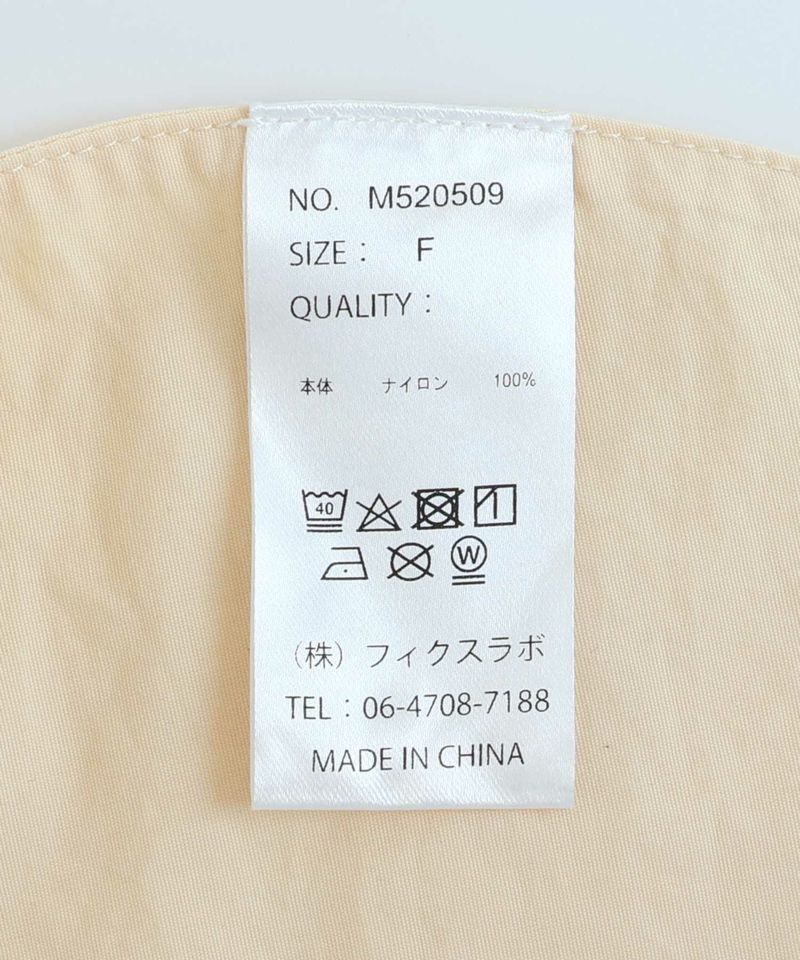 NO. M520509
SIZE： F
QUALITY：
本体 ナイロン 100%
40
W
（株）フィクスラボ
TEL：06-4708-7188
MADE IN CHINA